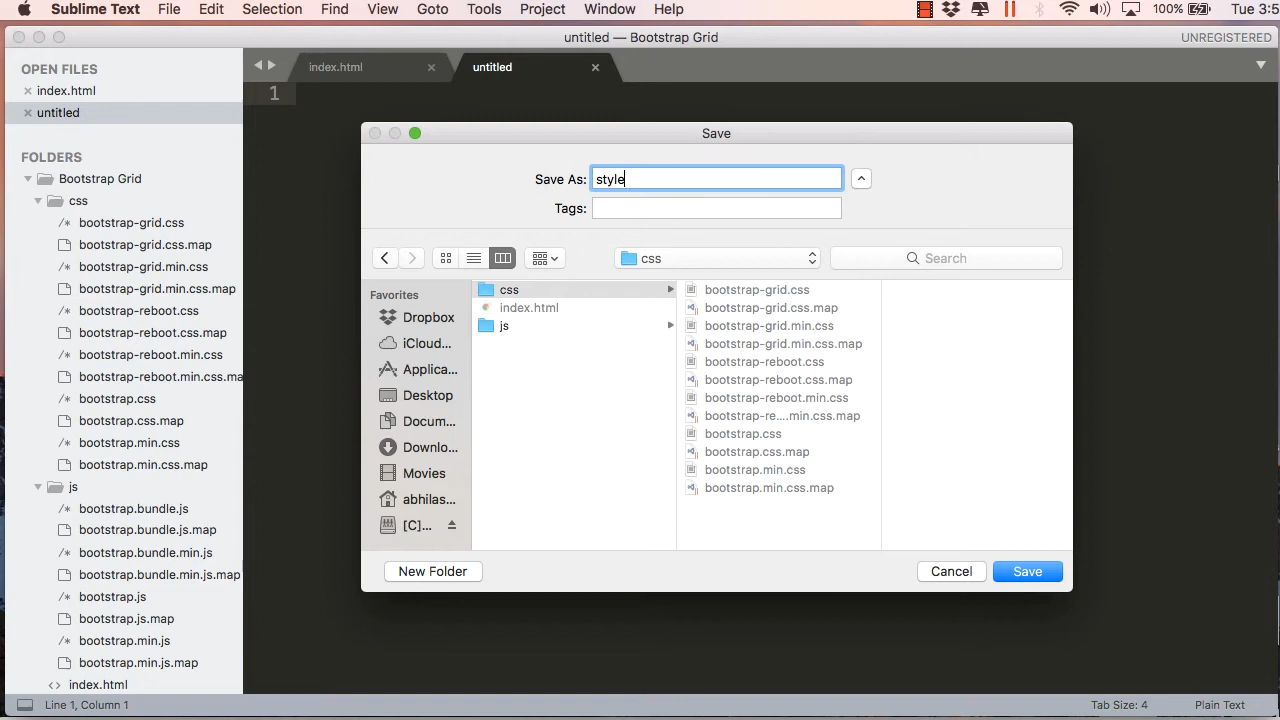 Sublime Text File Edit Selection Find View Goto Tools Project Window Help 100% Tue 3:5
untitled — Bootstrap Grid UNREGISTERED
OPEN FILES
index.html
untitled
FOLDERS
Bootstrap Grid
css
bootstrap-grid.css
bootstrap-grid.css.map
bootstrap-grid.min.css
bootstrap-grid.min.css.map
bootstrap-reboot.css
bootstrap-reboot.css.map
bootstrap-reboot.min.css
bootstrap-reboot.min.css.ma
bootstrap.css
bootstrap.css.map
bootstrap.min.css
bootstrap.min.css.map
js
bootstrap.bundle.js
bootstrap.bundle.js.map
bootstrap.bundle.min.js
bootstrap.bundle.min.js.map
bootstrap.js
bootstrap.js.map
bootstrap.min.js
bootstrap.min.js.map
index.html
index.html untitled
1
Save
Save As: style
Tags:
css Search
Favorites
Dropbox
iCloud...
Applica...
Desktop
Docum...
Downlo...
Movies
abhilas...
[C]...
css
index.html
js
bootstrap-grid.css
bootstrap-grid.css.map
bootstrap-grid.min.css
bootstrap-grid.min.css.map
bootstrap-reboot.css
bootstrap-reboot.css.map
bootstrap-reboot.min.css
bootstrap-re....min.css.map
bootstrap.css
bootstrap.css.map
bootstrap.min.css
bootstrap.min.css.map
New Folder Cancel Save
Line 1, Column 1 Tab Size: 4 Plain Text